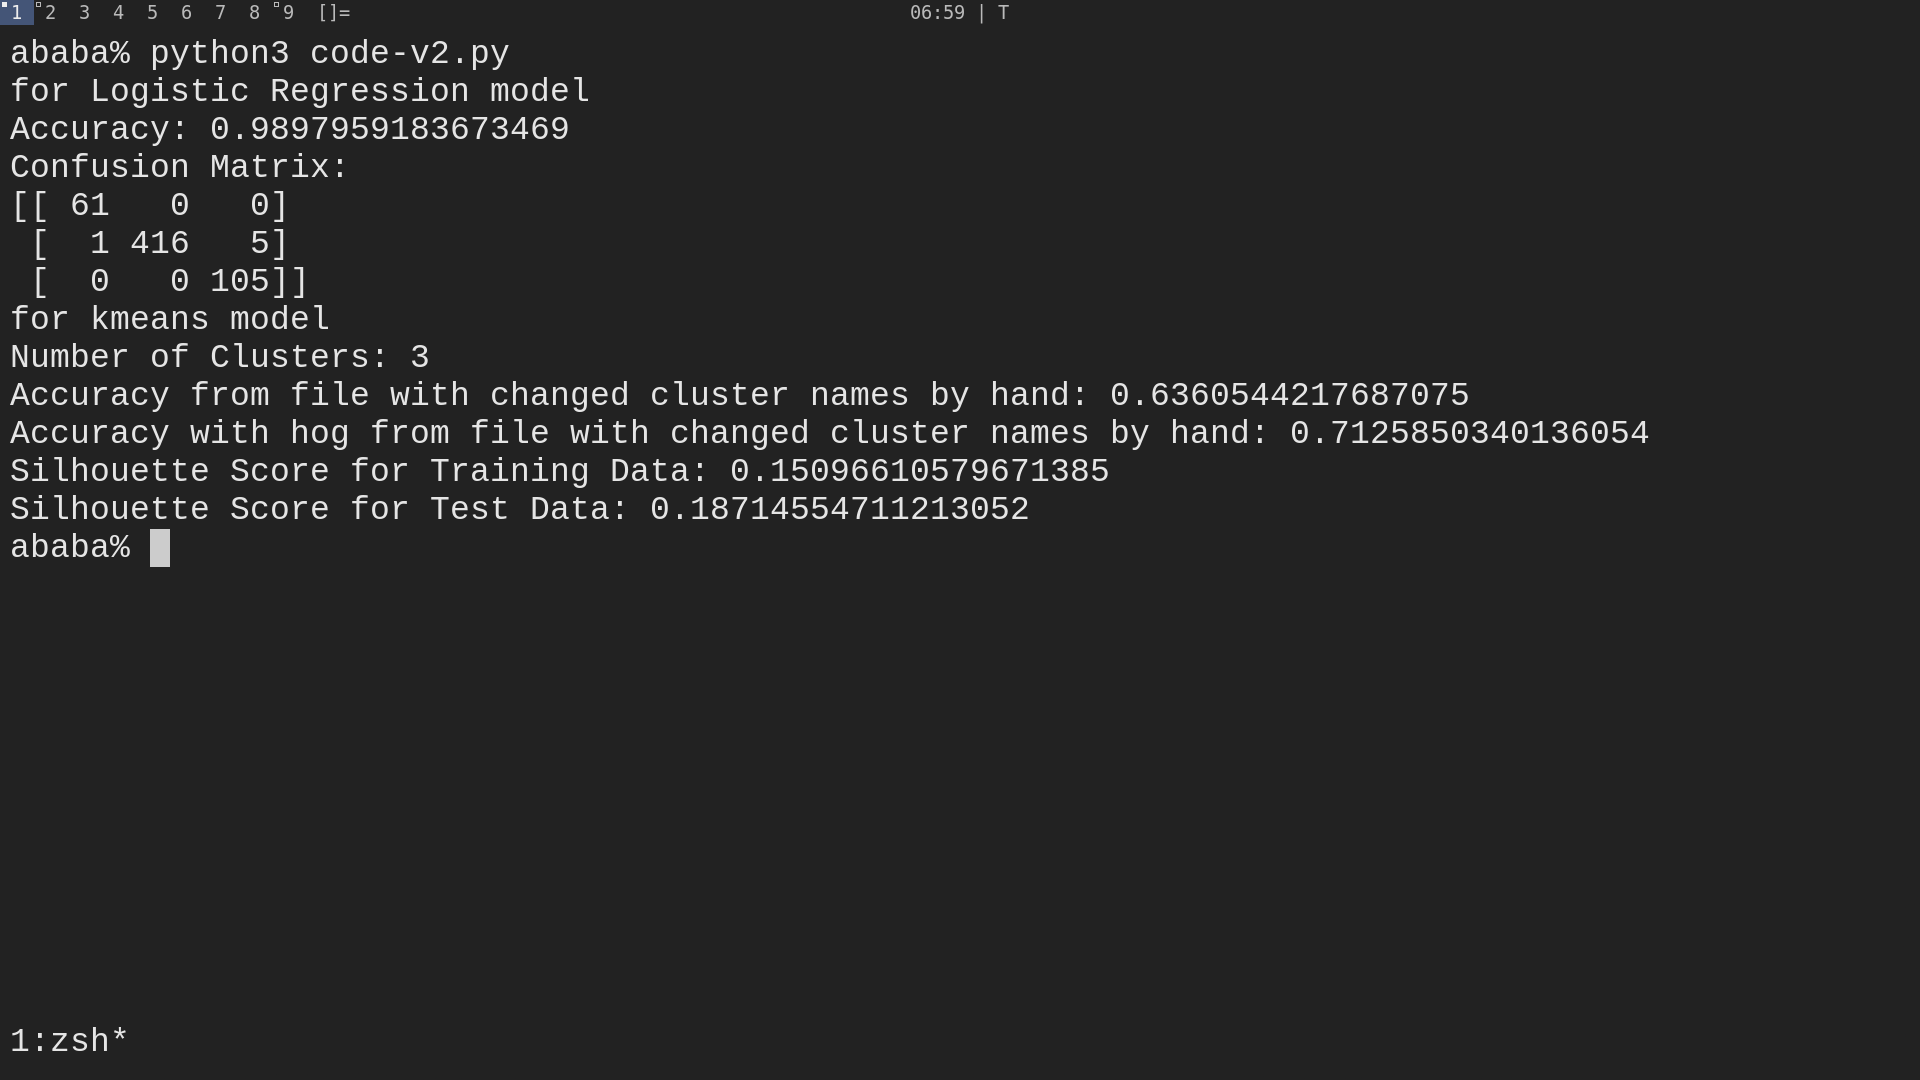 1 2 3 4 5 6 7 8 9 []= 06:59 | T
ababa% python3 code-v2.py
for Logistic Regression model
Accuracy: 0.9897959183673469
Confusion Matrix:
[[ 61   0   0]
 [  1 416   5]
 [  0   0 105]]
for kmeans model
Number of Clusters: 3
Accuracy from file with changed cluster names by hand: 0.6360544217687075
Accuracy with hog from file with changed cluster names by hand: 0.7125850340136054
Silhouette Score for Training Data: 0.15096610579671385
Silhouette Score for Test Data: 0.18714554711213052
ababa%
1:zsh*